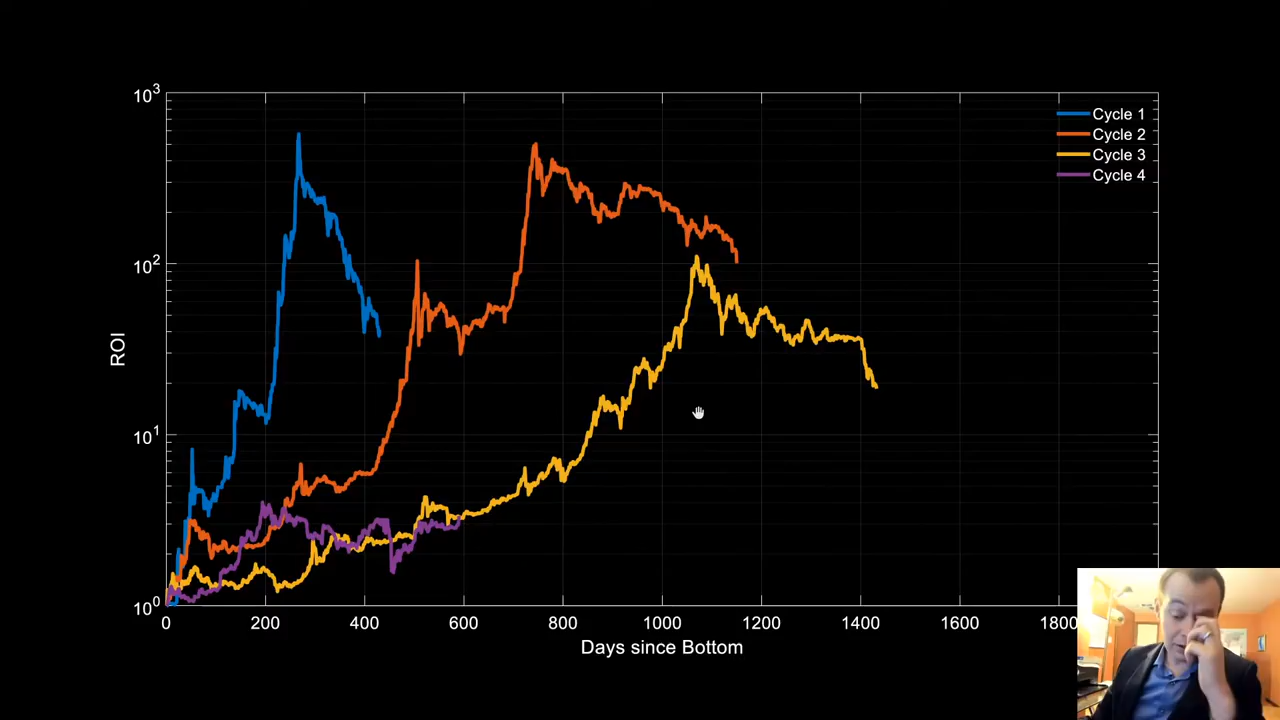 10³
Cycle 1
Cycle 2
Cycle 3
Cycle 4
10²
ROI
10¹
10⁰
0 200 400 600 800 1000 1200 1400 1600 1800
Days since Bottom